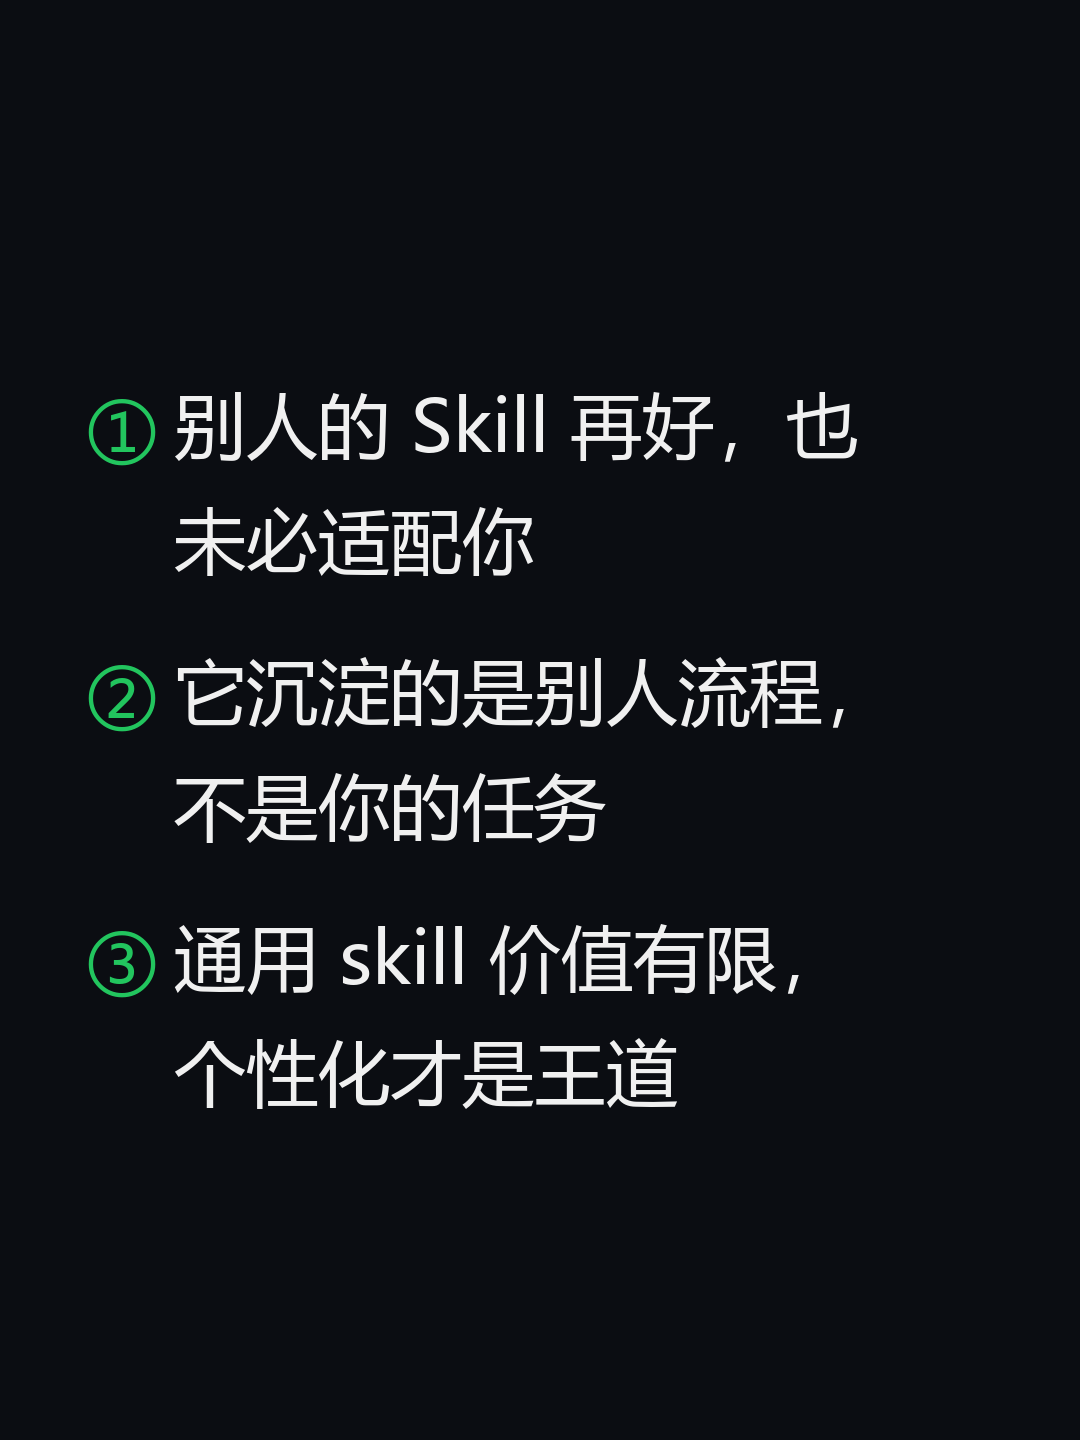 ① 别人的 Skill 再好，也
未必适配你
② 它沉淀的是别人流程，
不是你的任务
③ 通用 skill 价值有限，
个性化才是王道